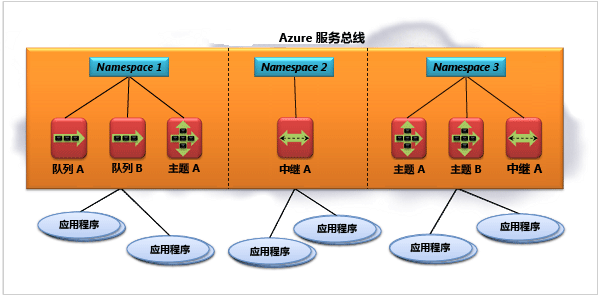 Azure 服务总线
Namespace 1
Namespace 2
Namespace 3
队列 A
队列 B
主题 A
中继 A
主题 A
主题 B
中继 A
应用程序
应用程序
应用程序
应用程序
应用程序
应用程序